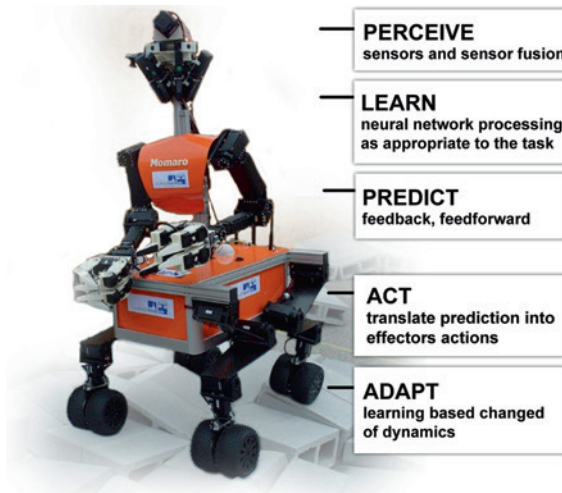 PERCEIVE
sensors and sensor fusion
LEARN
neural network processing
as appropriate to the task
Momaro
PREDICT
feedback, feedforward
ACT
translate prediction into
effectors actions
ADAPT
learning based changed
of dynamics